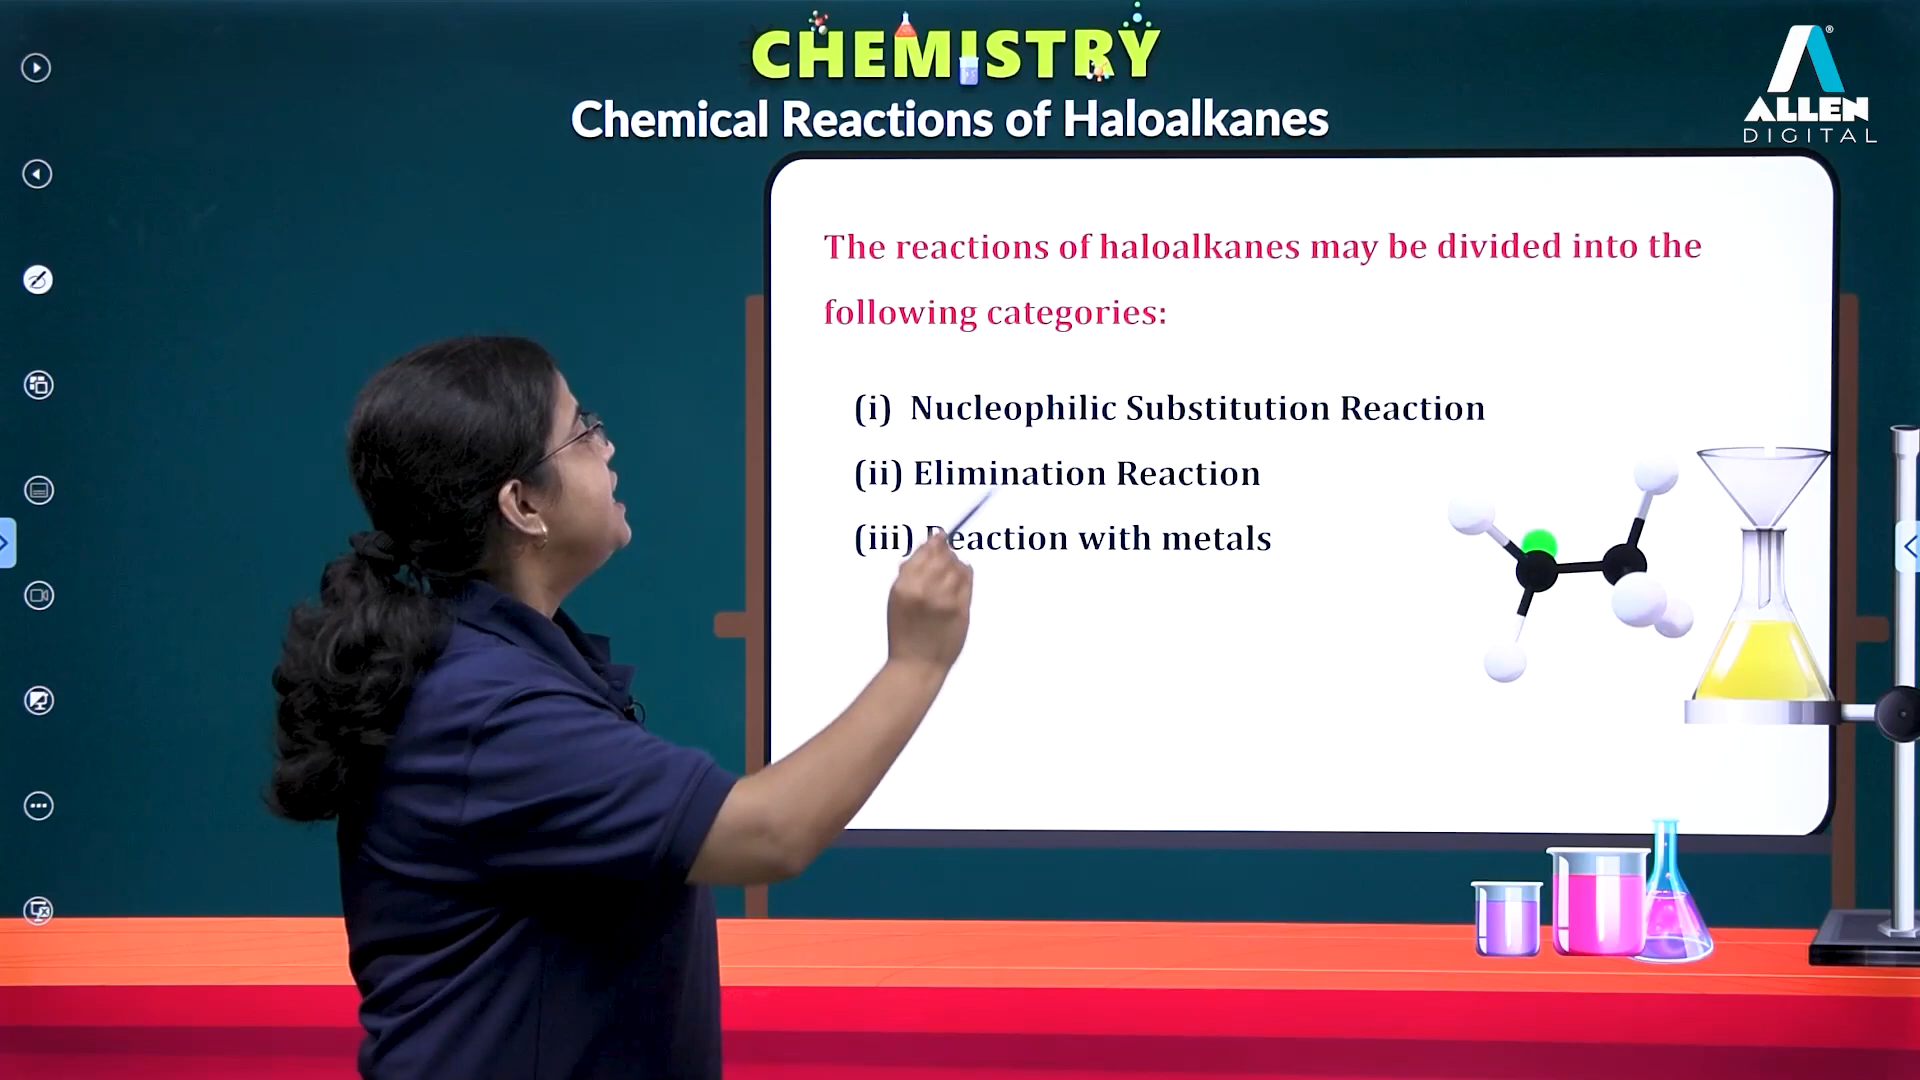 CHEMISTRY
Chemical Reactions of Haloalkanes
ALLEN
DIGITAL
The reactions of haloalkanes may be divided into the
following categories:
(i) Nucleophilic Substitution Reaction
(ii) Elimination Reaction
(iii) Reaction with metals